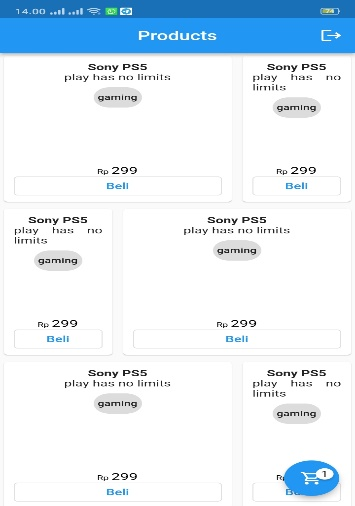 14.00
Products
Sony PS5
play has no limits
gaming
Rp 299
Beli
Sony PS5
play has no
limits
gaming
Rp 299
Beli
Sony PS5
play has no
limits
gaming
Rp 299
Beli
Sony PS5
play has no limits
gaming
Rp 299
Beli
Sony PS5
play has no limits
gaming
Rp 299
Beli
Sony PS5
play has no
limits
gaming
1